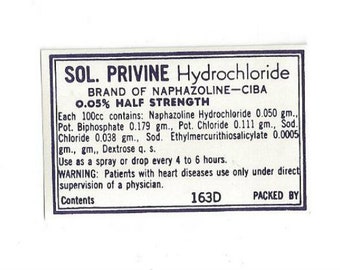 SOL. PRIVINE Hydrochloride
BRAND OF NAPHAZOLINE—CIBA
0.05% HALF STRENGTH
Each 100cc contains: Naphazoline Hydrochloride 0.050 gm.,
Pot. Biphosphate 0.179 gm., Pot. Chloride 0.111 gm., Sod.
Chloride 0.038 gm., Sod. Ethylmercurithiosalicylate 0.0005
gm., gm., Dextrose q. s.
Use as a spray or drop every 4 to 6 hours.
WARNING: Patients with heart diseases use only under direct
supervision of a physician.
Contents 163D PACKED BY